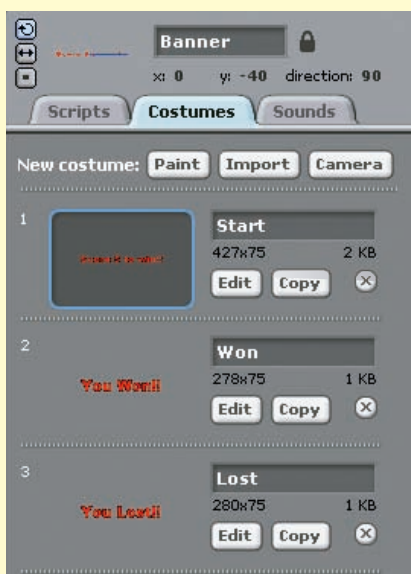 Banner
x: 0 y: -40 direction: 90
Scripts Costumes Sounds
New costume: Paint Import Camera
1
Start
427x75 2 KB
Edit Copy
2
Won
You Won!!
278x75 1 KB
Edit Copy
3
Lost
You Lost!!
280x75 1 KB
Edit Copy